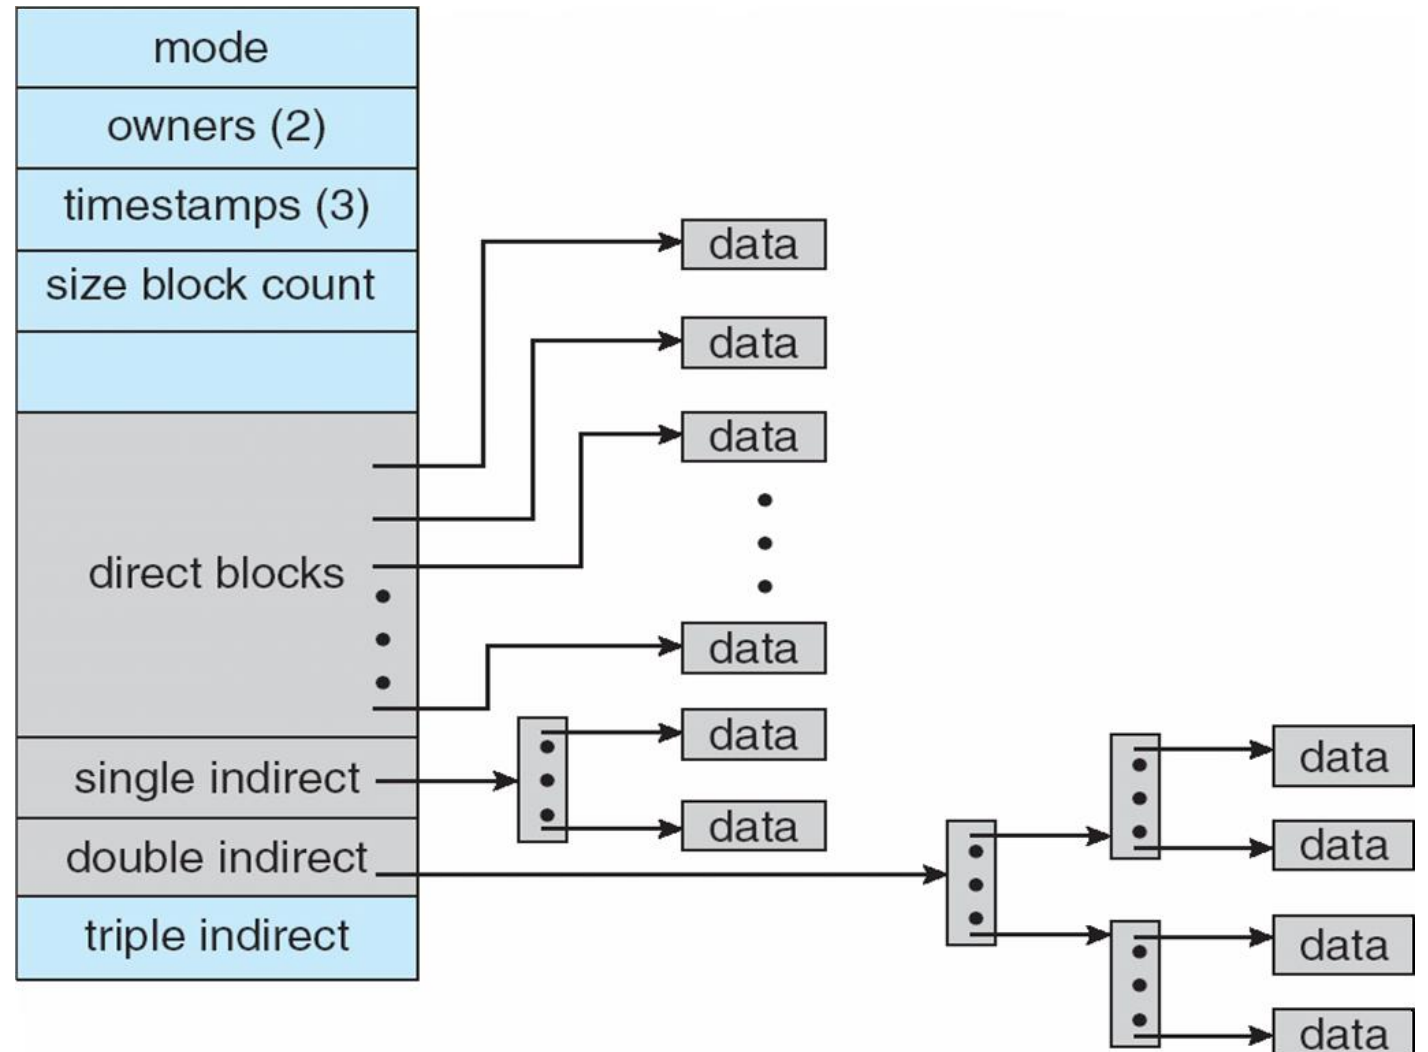 mode
owners (2)
timestamps (3)
size block count
direct blocks
single indirect
double indirect
triple indirect
data
data
data
data
data
data
data
data
data
data